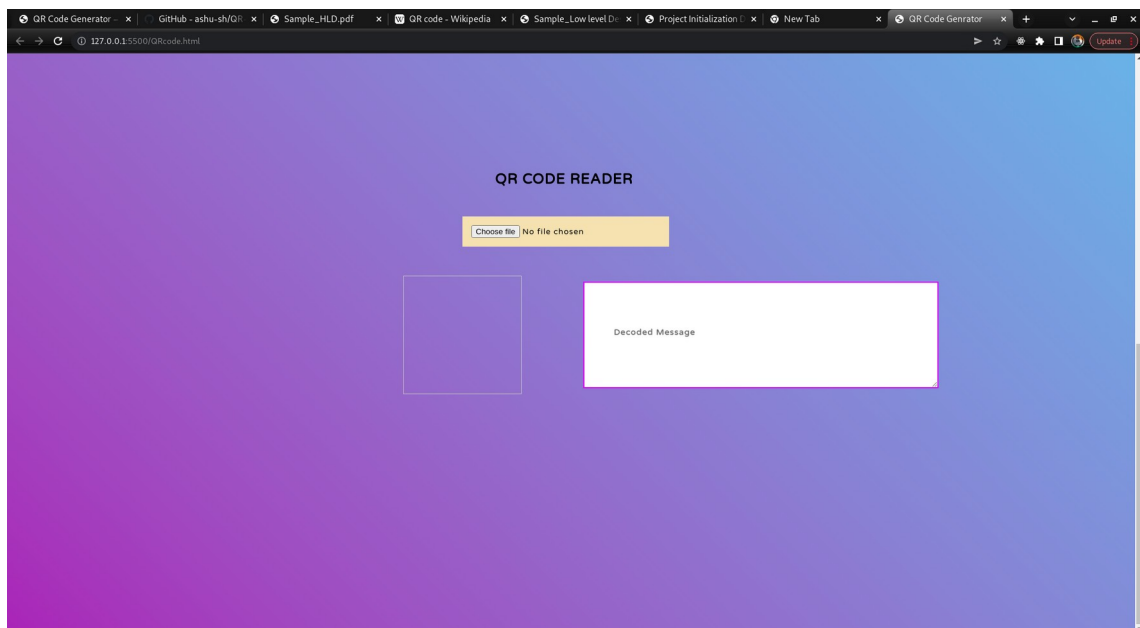 QR Code Generator -
GitHub - ashu-sh/QR
Sample_HLD.pdf
QR code - Wikipedia
Sample_Low level De
Project Initialization D
New Tab
QR Code Genrator
127.0.0.1:5500/QRcode.html
Update
QR CODE READER
Choose file No file chosen
Decoded Message